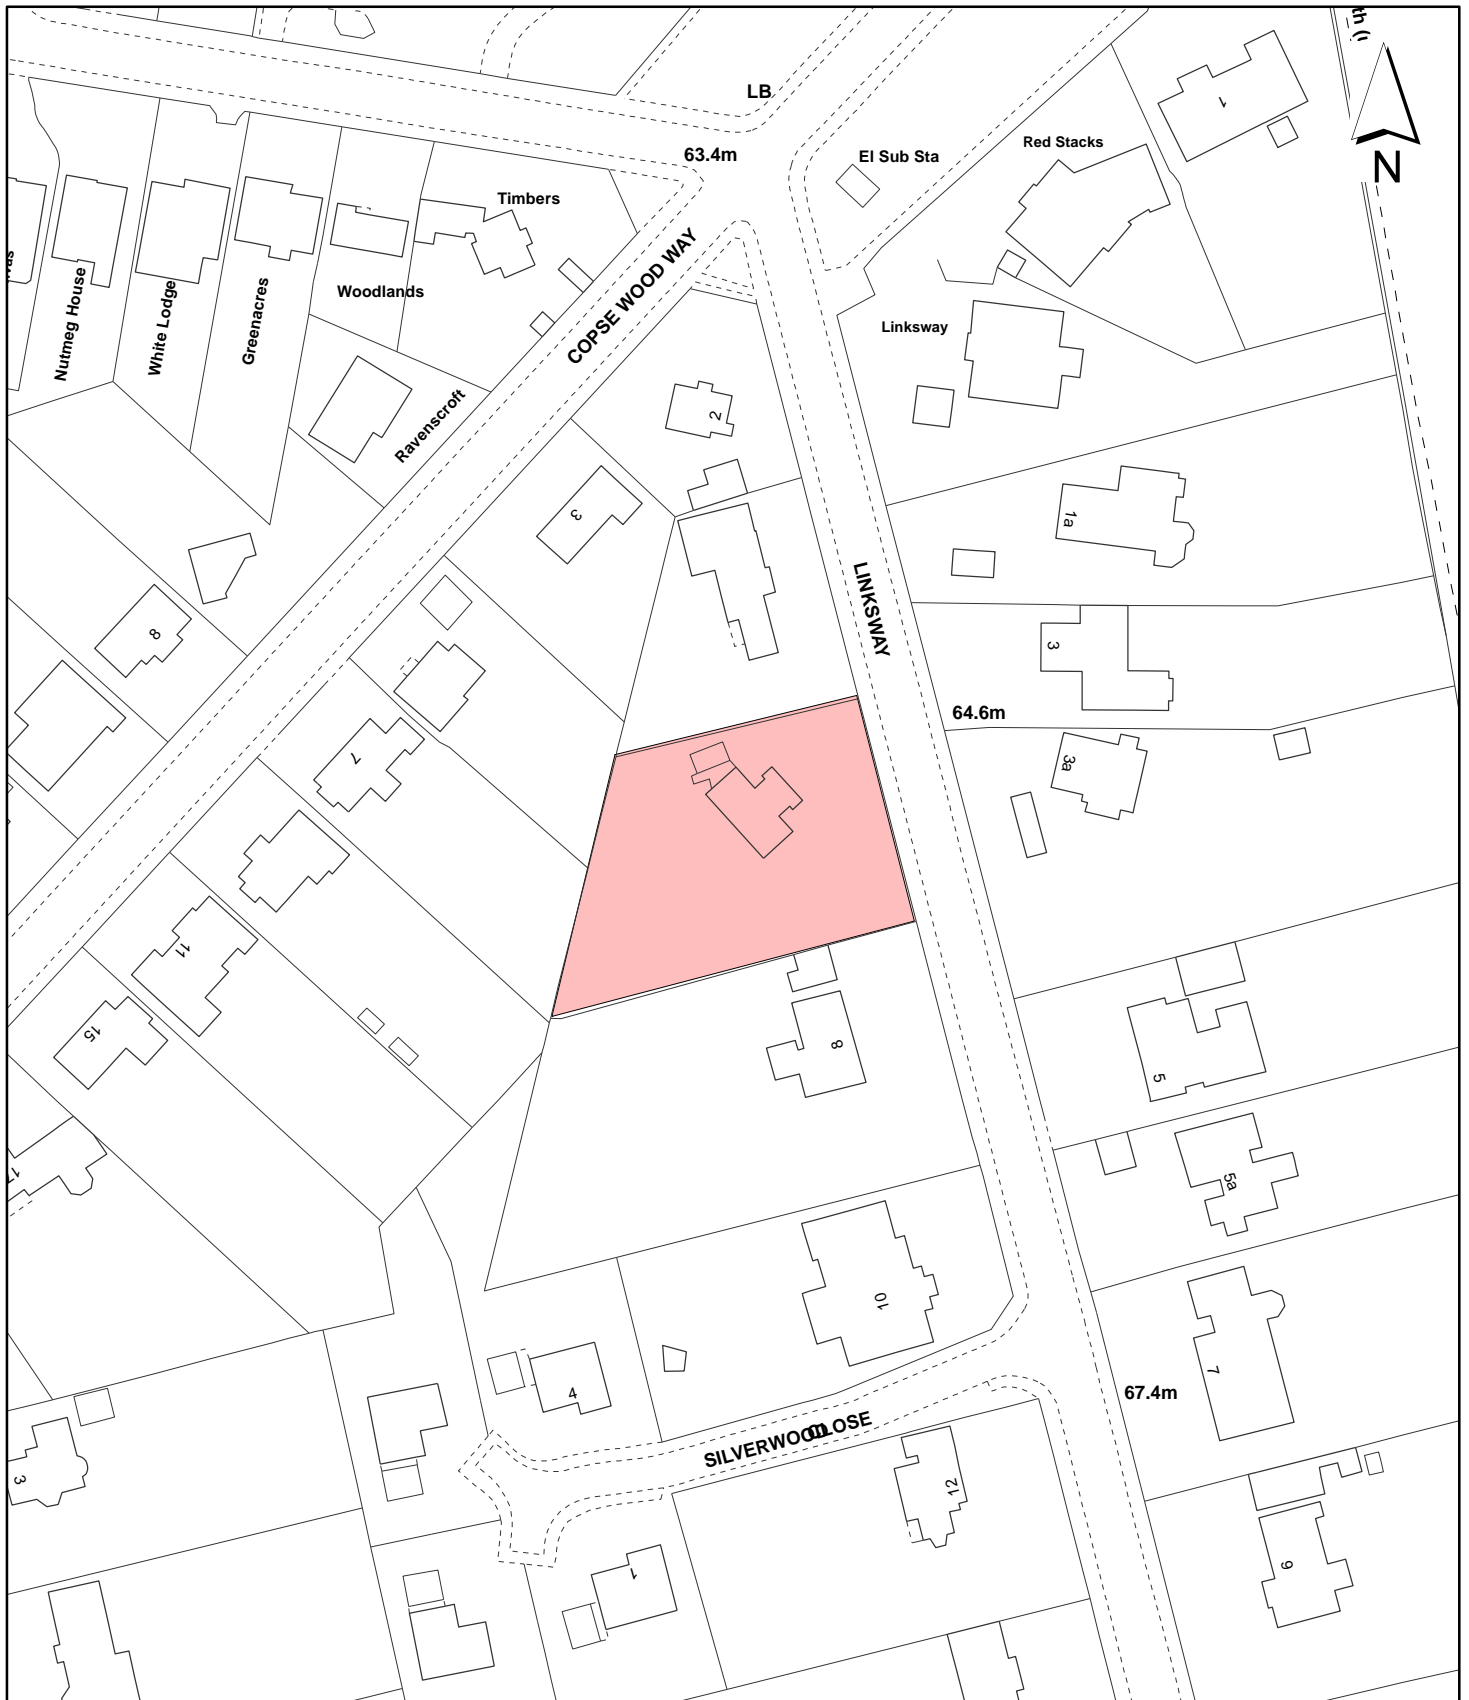 LB
63.4m
El Sub Sta
Red Stacks
1
N
Timbers
Woodlands
Nutmeg House
White Lodge
Greenacres
COPSE WOOD WAY
Ravenscroft
Linksway
2
3
1a
LINKSWAY
8
3
64.6m
3a
7
11
15
8
5
5a
10
4
7
67.4m
SILVERWOOD CLOSE
12
3
1
9